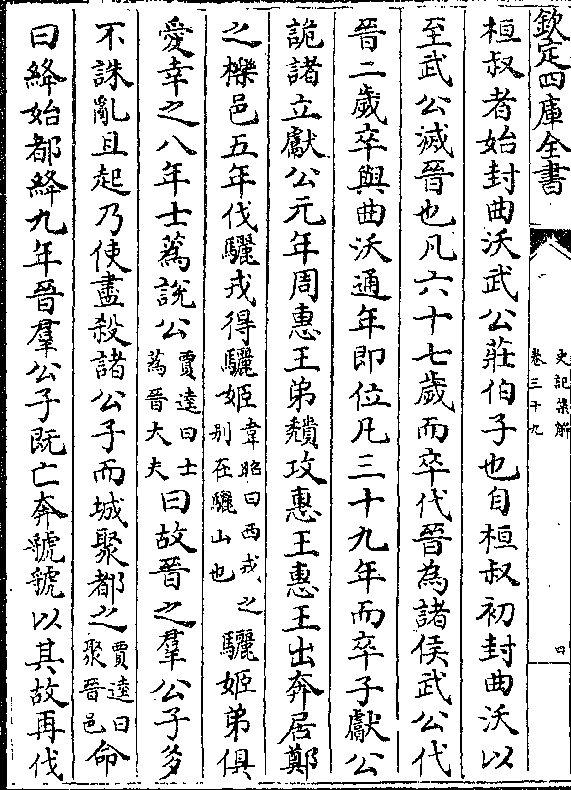 欽定四庫全書
史記集解
卷三十九
桓叔者始封曲沃武公莊伯子也自桓叔初封曲沃以
至武公滅晉也凡六十七歲而卒代晉為諸侯武公代
晉二歲卒與曲沃通年即位凡三十九年而卒子獻公
詭諸立獻公元年周惠王弟穨攻惠王惠王出奔居鄭
之櫟邑五年伐驪戎得驪姬韋昭曰西戎之别在驪山也驪姬弟俱
愛幸之八年士蒍說公賈逵曰士蒍晉大夫曰故晉之羣公子多
不誅亂且起乃使盡殺諸公子而城聚都之賈逵曰聚晉邑命
曰絳始都絳九年晉羣公子既亡奔虢虢以其故再伐